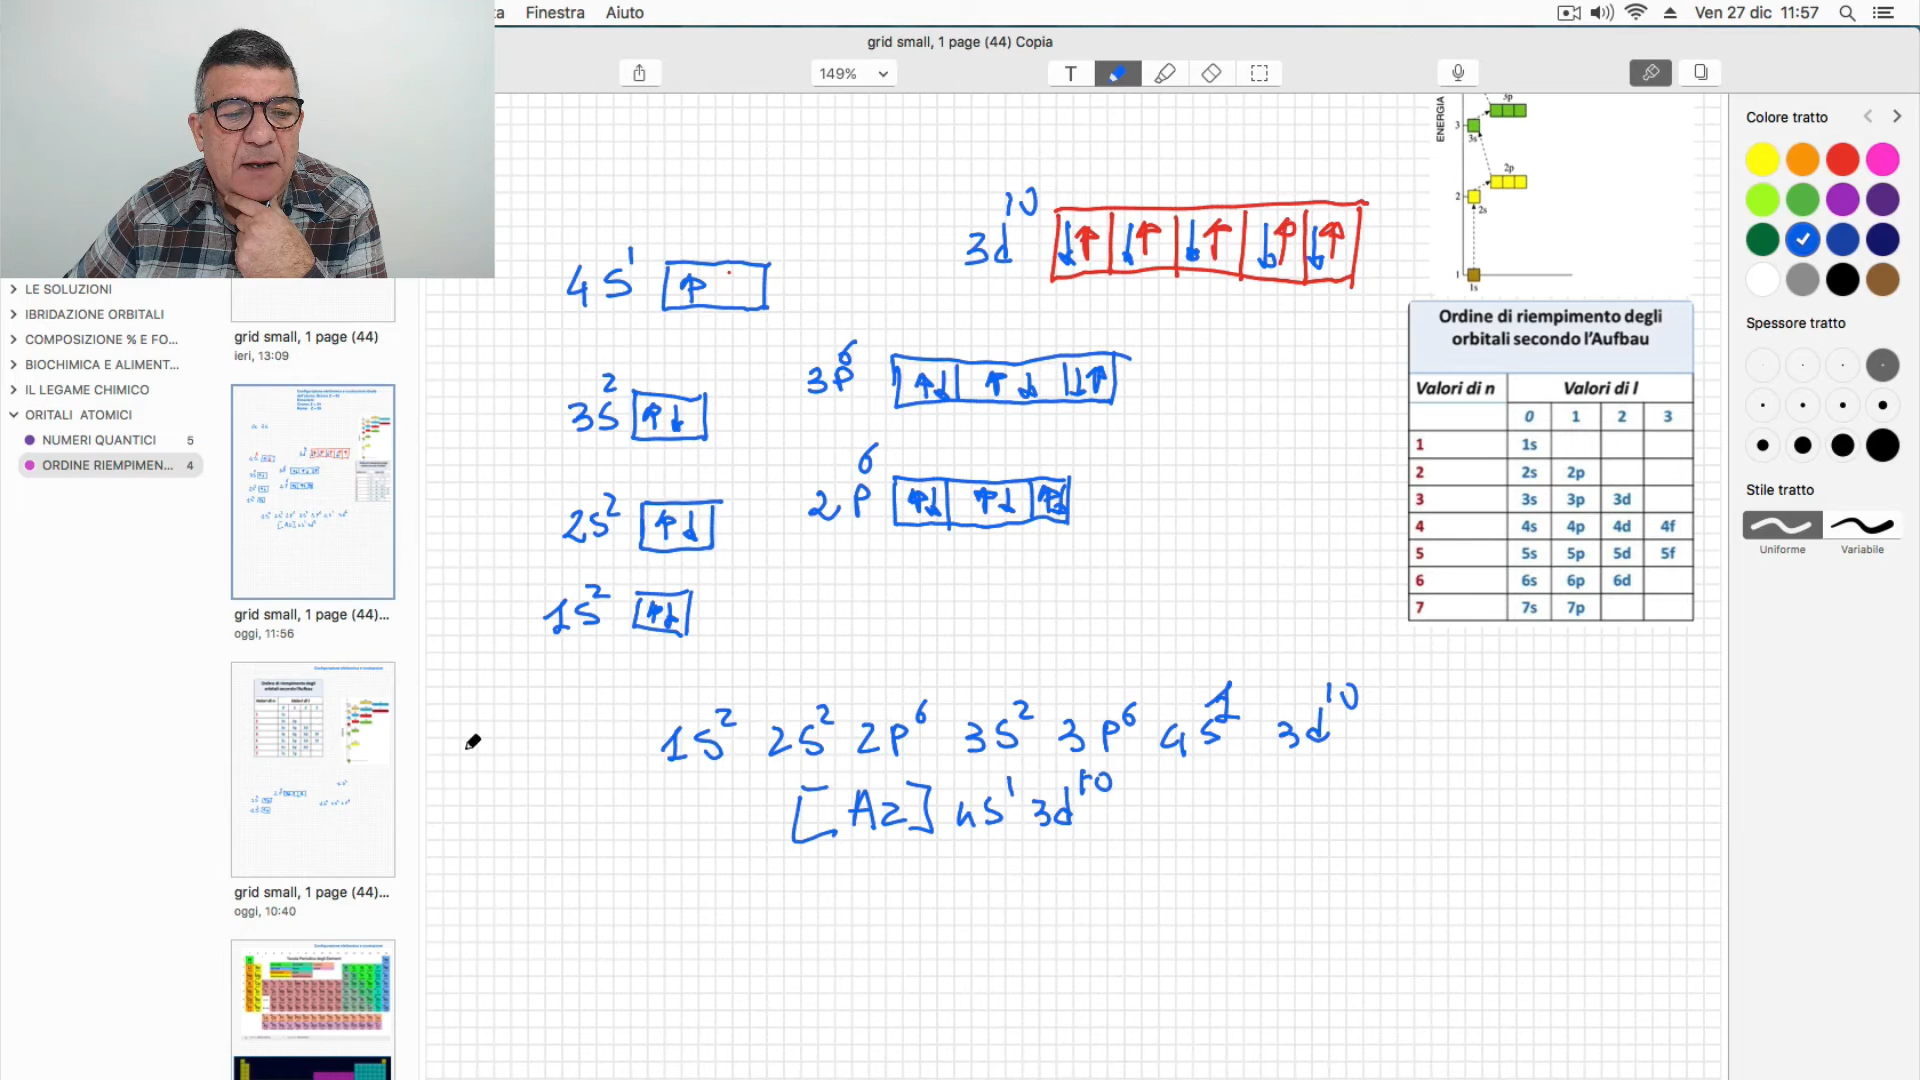 ta Finestra Aiuto Ven 27 dic 11:57
grid small, 1 page (44) Copia
149% T
LE SOLUZIONI
IBRIDAZIONE ORBITALI
COMPOSIZIONE % E FO...
BIOCHIMICA E ALIMENT...
IL LEGAME CHIMICO
ORITALI ATOMICI
NUMERI QUANTICI 5
ORDINE RIEMPIMEN... 4
grid small, 1 page (44)
ieri, 13:09
grid small, 1 page (44)...
oggi, 11:56
grid small, 1 page (44)...
oggi, 10:40
3d¹⁰
4s¹
3p⁶
3s²
2p⁶
2s²
1s²
1s² 2s² 2p⁶ 3s² 3p⁶ 4s¹ 3d¹⁰
[Az] 4s¹ 3d¹⁰
ENERGIA
3p
3 3s
2p
2 2s
1 1s
Ordine di riempimento degli
orbitali secondo l'Aufbau
Valori di n Valori di l
0 1 2 3
1 1s
2 2s 2p
3 3s 3p 3d
4 4s 4p 4d 4f
5 5s 5p 5d 5f
6 6s 6p 6d
7 7s 7p
Colore tratto
Spessore tratto
Stile tratto
Uniforme Variabile